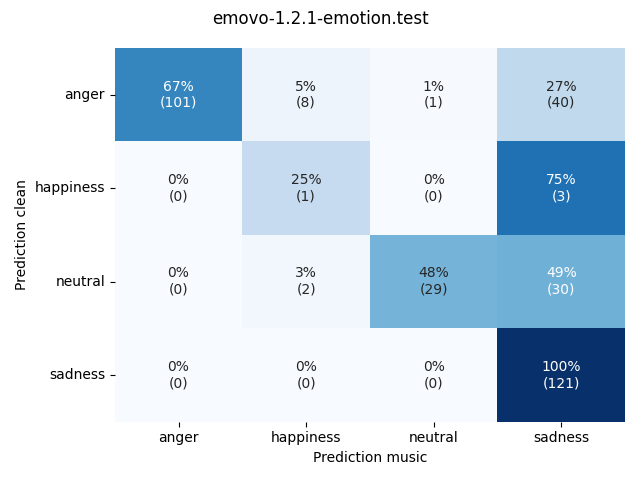 emovo-1.2.1-emotion.test
Prediction clean
anger
67%
(101)
5%
(8)
1%
(1)
27%
(40)
happiness
0%
(0)
25%
(1)
0%
(0)
75%
(3)
neutral
0%
(0)
3%
(2)
48%
(29)
49%
(30)
sadness
0%
(0)
0%
(0)
0%
(0)
100%
(121)
anger
happiness
neutral
sadness
Prediction music